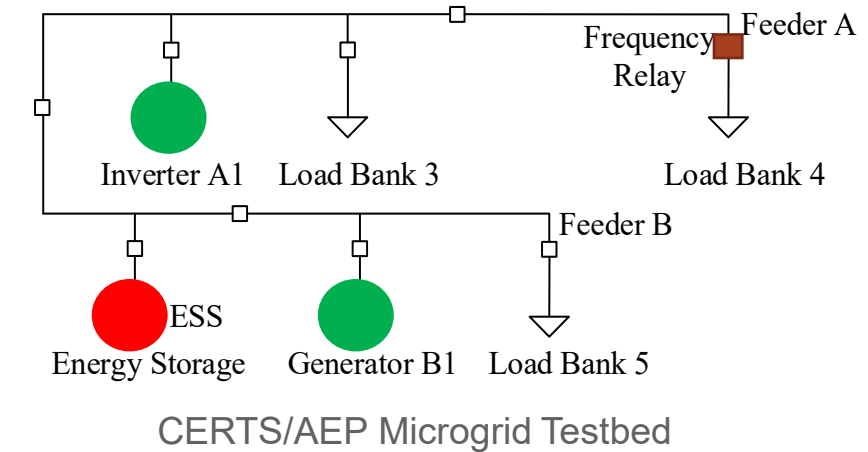 Feeder A
Frequency
Relay
Inverter A1
Load Bank 3
Load Bank 4
Feeder B
ESS
Energy Storage
Generator B1
Load Bank 5
CERTS/AEP Microgrid Testbed